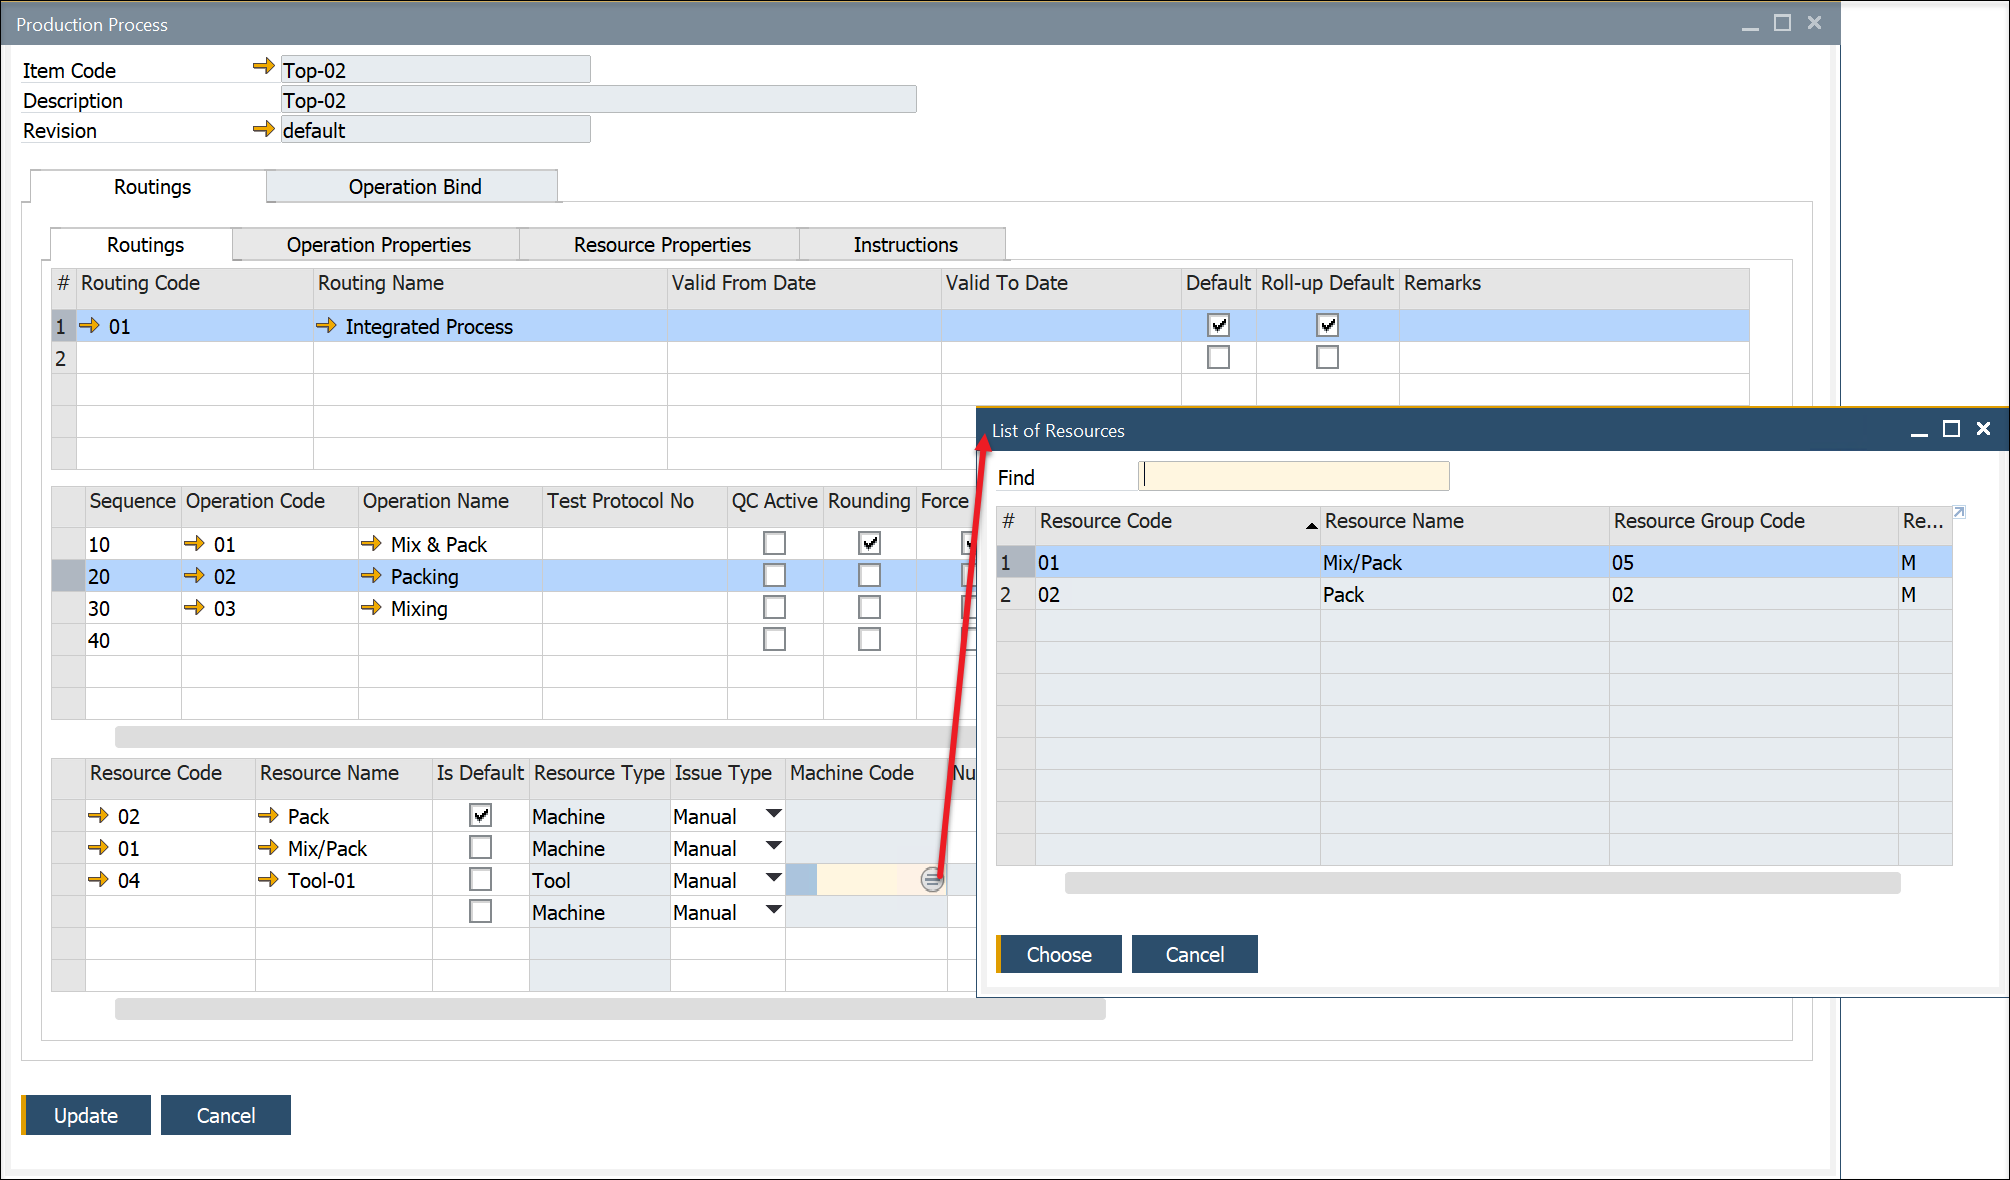 Production Process
Item Code Top-02
Description Top-02
Revision default
Routings Operation Bind
Routings Operation Properties Resource Properties Instructions
# Routing Code Routing Name Valid From Date Valid To Date Default Roll-up Default Remarks
1 01 Integrated Process
2
Sequence Operation Code Operation Name Test Protocol No QC Active Rounding Force
10 01 Mix & Pack
20 02 Packing
30 03 Mixing
40
Resource Code Resource Name Is Default Resource Type Issue Type Machine Code Nu
02 Pack Machine Manual
01 Mix/Pack Machine Manual
04 Tool-01 Tool Manual
Machine Manual
Update Cancel
List of Resources
Find
# Resource Code Resource Name Resource Group Code Re...
1 01 Mix/Pack 05 M
2 02 Pack 02 M
Choose Cancel